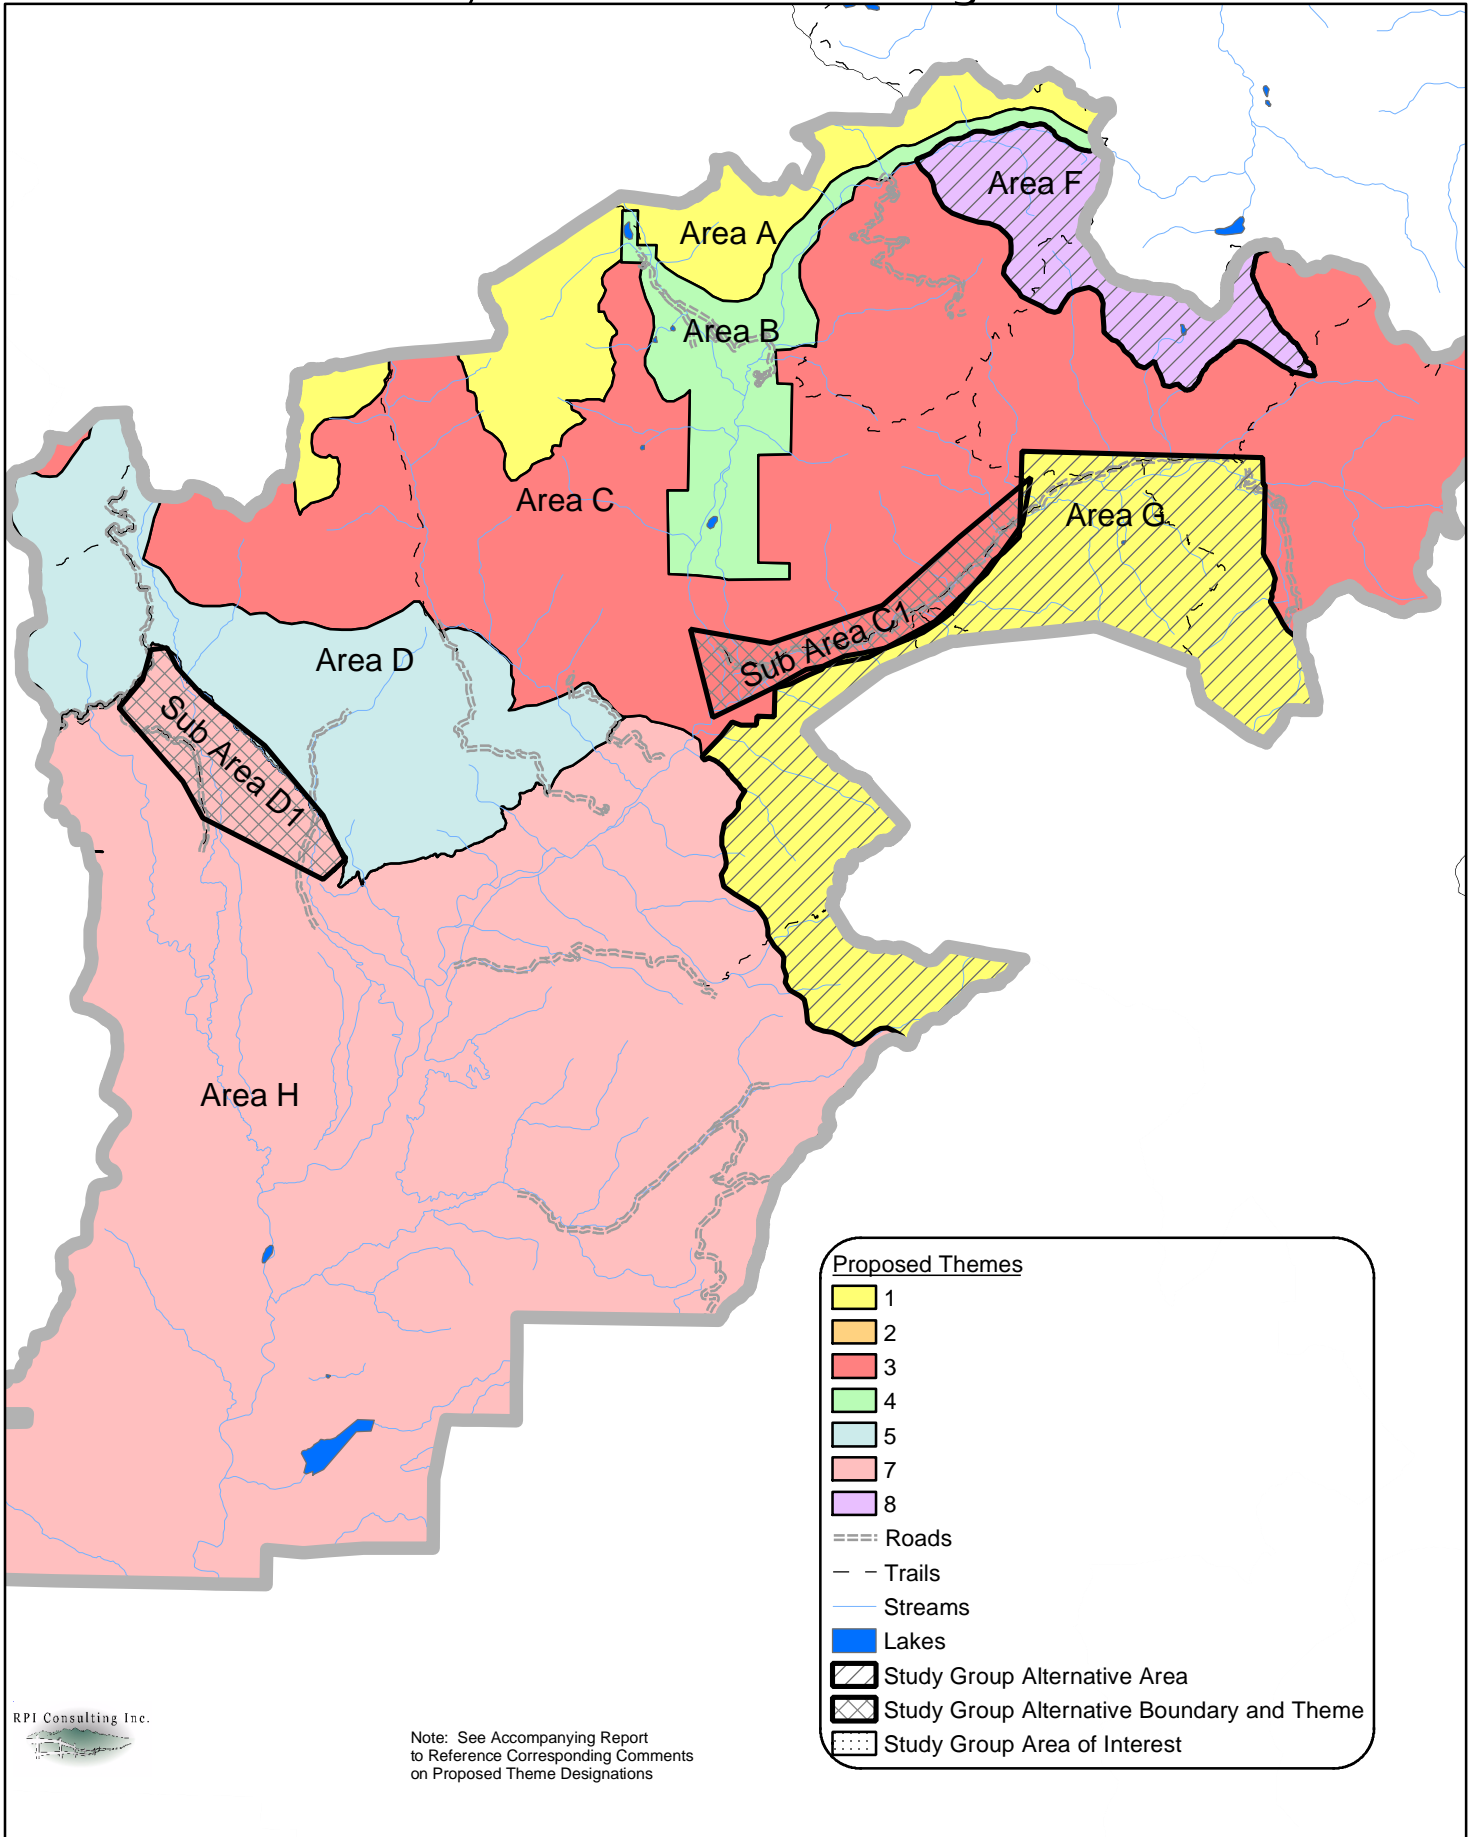 Area F
Area A
Area B
Area C
Area G
Sub Area C1
Area D
Sub Area D1
Area H
Proposed Themes
1
2
3
4
5
7
8
Roads
Trails
Streams
Lakes
Study Group Alternative Area
Study Group Alternative Boundary and Theme
Study Group Area of Interest
RPI Consulting Inc.
Note: See Accompanying Report
to Reference Corresponding Comments
on Proposed Theme Designations